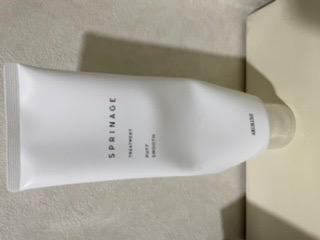 SPRINAGE
TREATMENT
PUFF
SMOOTH
ARIMINO